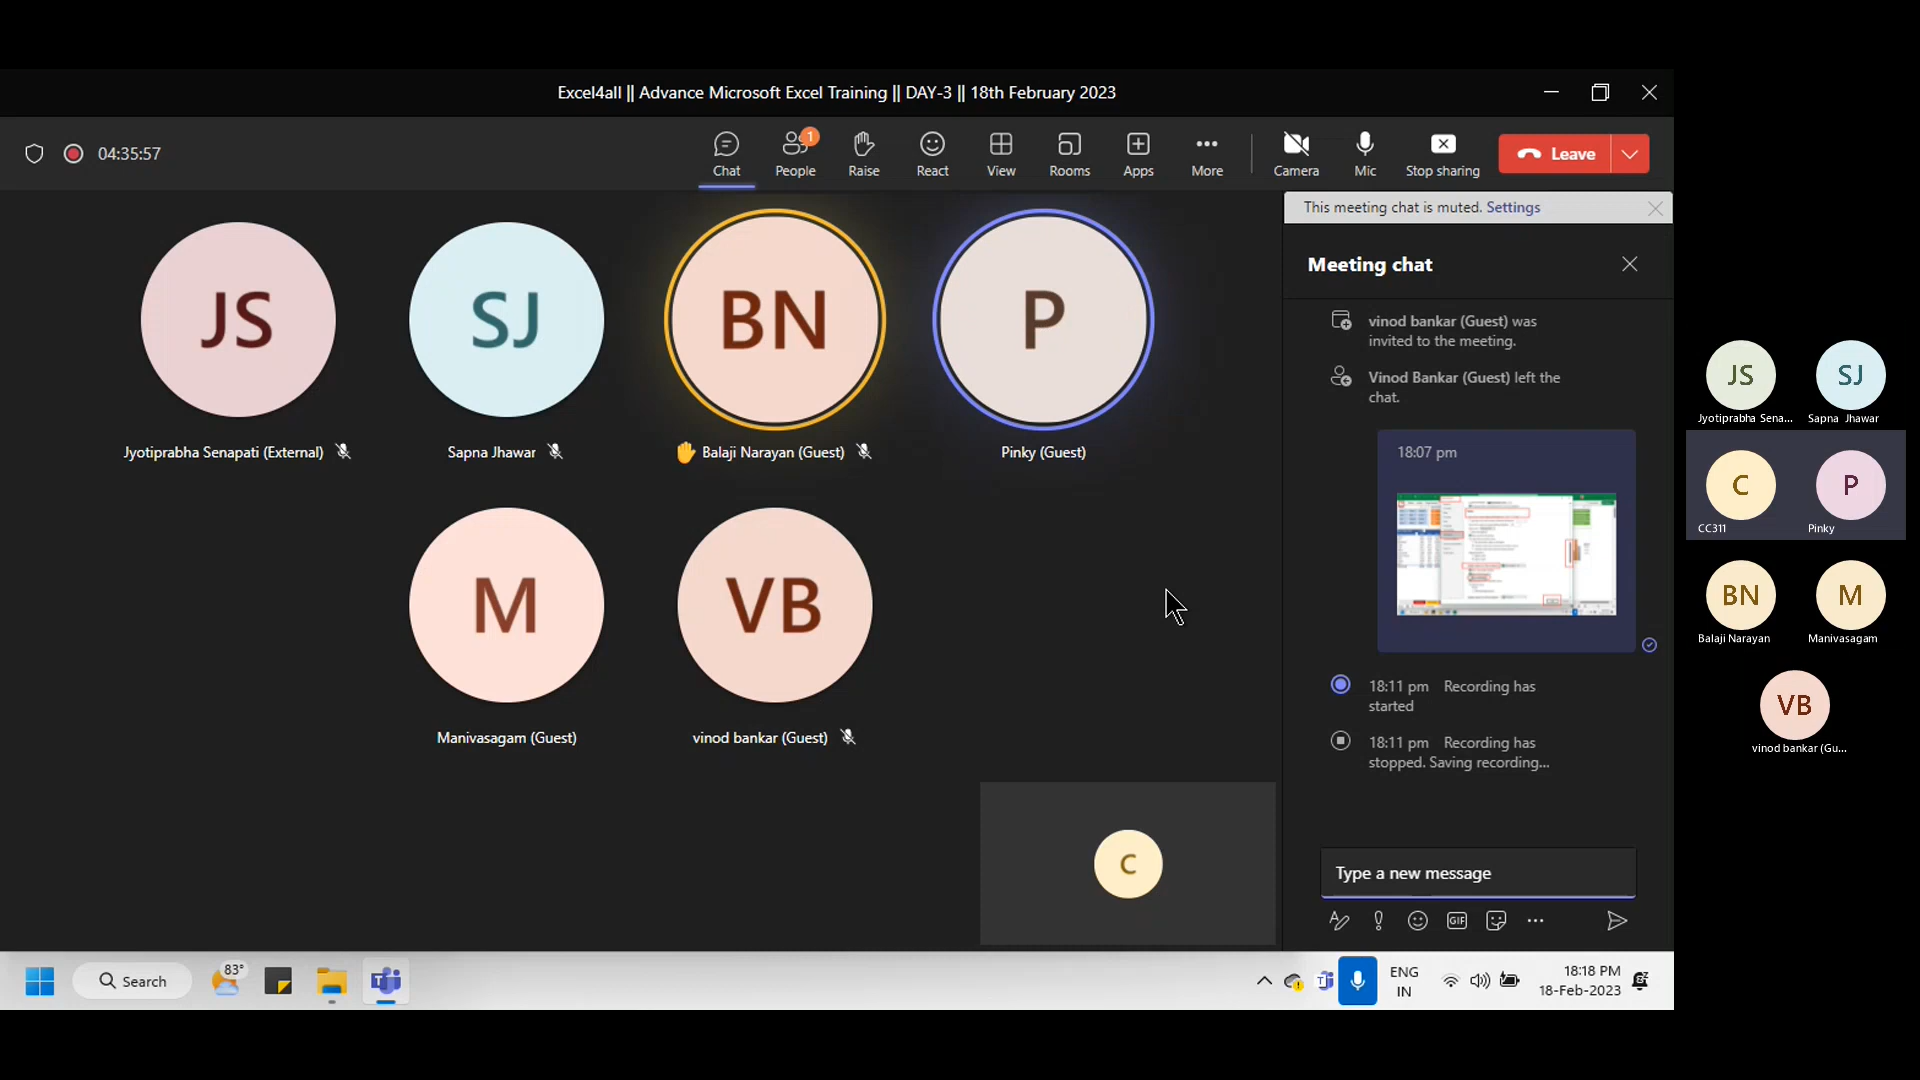 Excel4all || Advance Microsoft Excel Training || DAY-3 || 18th February 2023
04:35:57
Chat
1
People
Raise
React
View
Rooms
Apps
More
Camera
Mic
Stop sharing
Leave
This meeting chat is muted. Settings
Meeting chat
JS
Jyotiprabha Senapati (External)
SJ
Sapna Jhawar
BN
Balaji Narayan (Guest)
P
Pinky (Guest)
M
Manivasagam (Guest)
VB
vinod bankar (Guest)
C
vinod bankar (Guest) was
invited to the meeting.
Vinod Bankar (Guest) left the
chat.
18:07 pm
18:11 pm Recording has
started
18:11 pm Recording has
stopped. Saving recording...
Type a new message
GIF
JS
Jyotiprabha Sena...
SJ
Sapna Jhawar
C
CC311
P
Pinky
BN
Balaji Narayan
M
Manivasagam
VB
vinod bankar (Gu...
Search
83°
ENG
IN
18:18 PM
18-Feb-2023